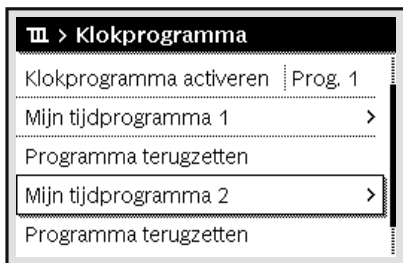 > Klokprogramma
Klokprogramma activeren Prog. 1
Mijn tijdprogramma 1 >
Programma terugzetten
Mijn tijdprogramma 2 >
Programma terugzetten